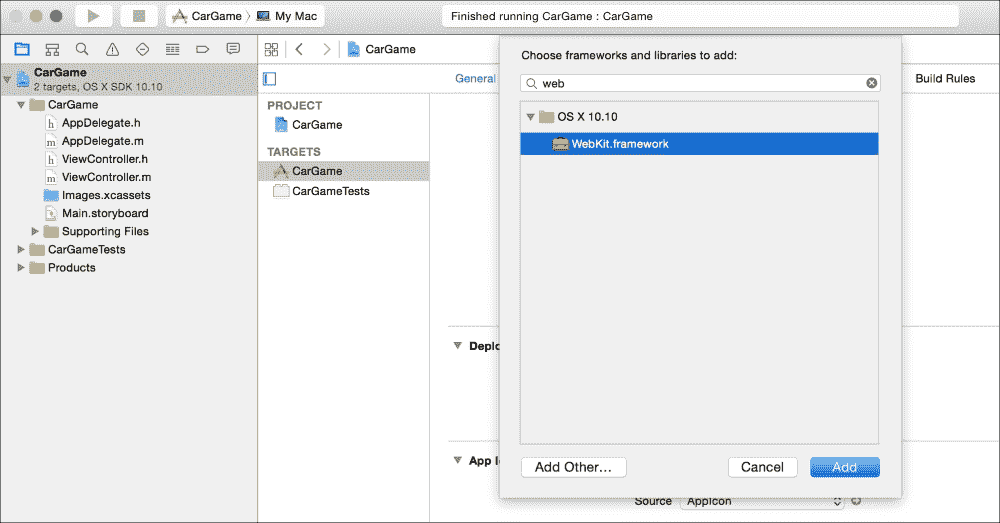 CarGame
My Mac
Finished running CarGame : CarGame
CarGame
2 targets, OS X SDK 10.10
CarGame
AppDelegate.h
AppDelegate.m
ViewController.h
ViewController.m
Images.xcassets
Main.storyboard
Supporting Files
CarGameTests
Products
CarGame
General
Build Rules
PROJECT
CarGame
TARGETS
CarGame
CarGameTests
Choose frameworks and libraries to add:
web
OS X 10.10
WebKit.framework
Add Other...
Cancel
Add
Deplo
App Ic
Source
AppIcon